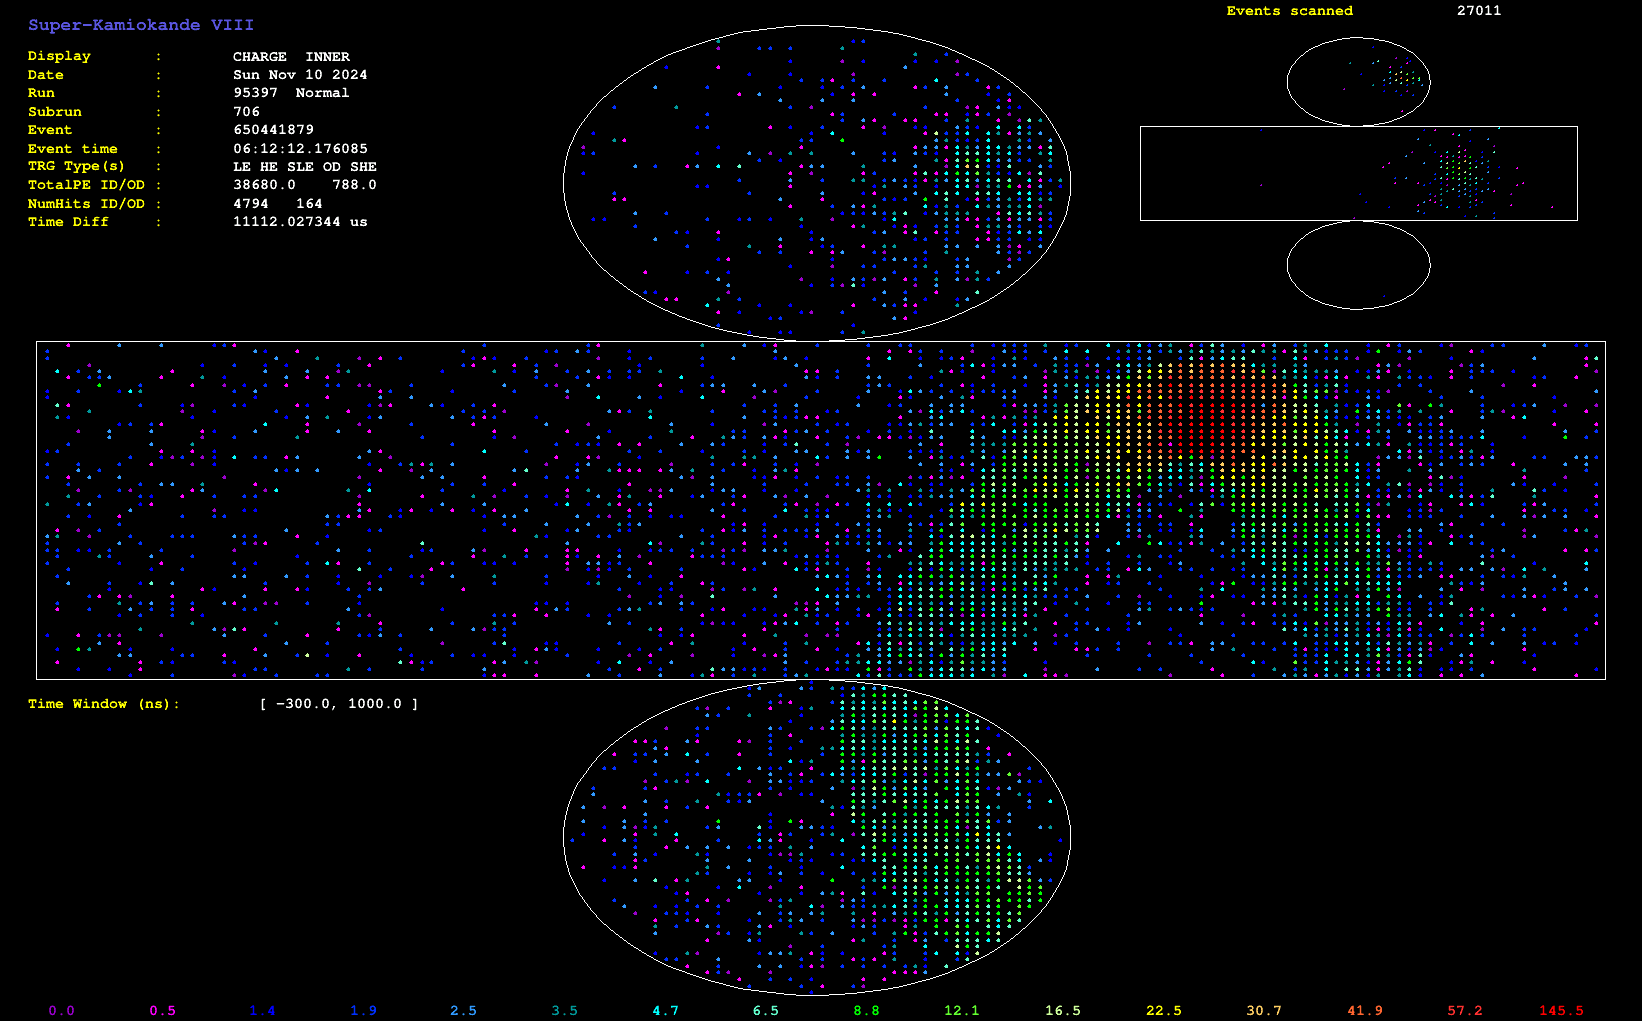 Super-Kamiokande VIII
Events scanned 27011
Display : CHARGE INNER
Date : Sun Nov 10 2024
Run : 95397 Normal
Subrun : 706
Event : 650441879
Event time : 06:12:12.176085
TRG Type(s) : LE HE SLE OD SHE
TotalPE ID/OD : 38680.0 788.0
NumHits ID/OD : 4794 164
Time Diff : 11112.027344 us
Time Window (ns): [ -300.0, 1000.0 ]
0.0 0.5 1.4 1.9 2.5 3.5 4.7 6.5 8.8 12.1 16.5 22.5 30.7 41.9 57.2 145.5